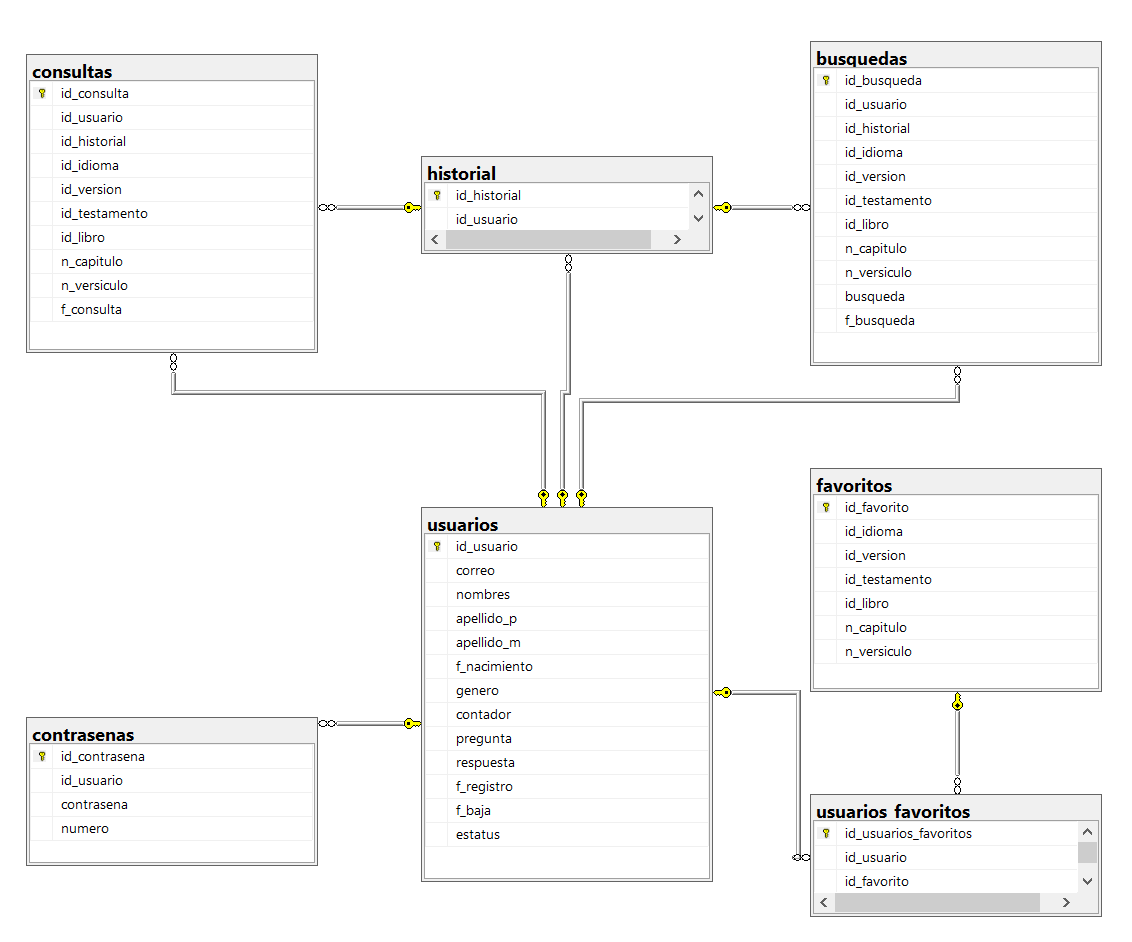 consultas
id_consulta
id_usuario
id_historial
id_idioma
id_version
id_testamento
id_libro
n_capitulo
n_versiculo
f_consulta
historial
id_historial
id_usuario
busquedas
id_busqueda
id_usuario
id_historial
id_idioma
id_version
id_testamento
id_libro
n_capitulo
n_versiculo
busqueda
f_busqueda
usuarios
id_usuario
correo
nombres
apellido_p
apellido_m
f_nacimiento
genero
contador
pregunta
respuesta
f_registro
f_baja
estatus
favoritos
id_favorito
id_idioma
id_version
id_testamento
id_libro
n_capitulo
n_versiculo
contrasenas
id_contrasena
id_usuario
contrasena
numero
usuarios_favoritos
id_usuarios_favoritos
id_usuario
id_favorito